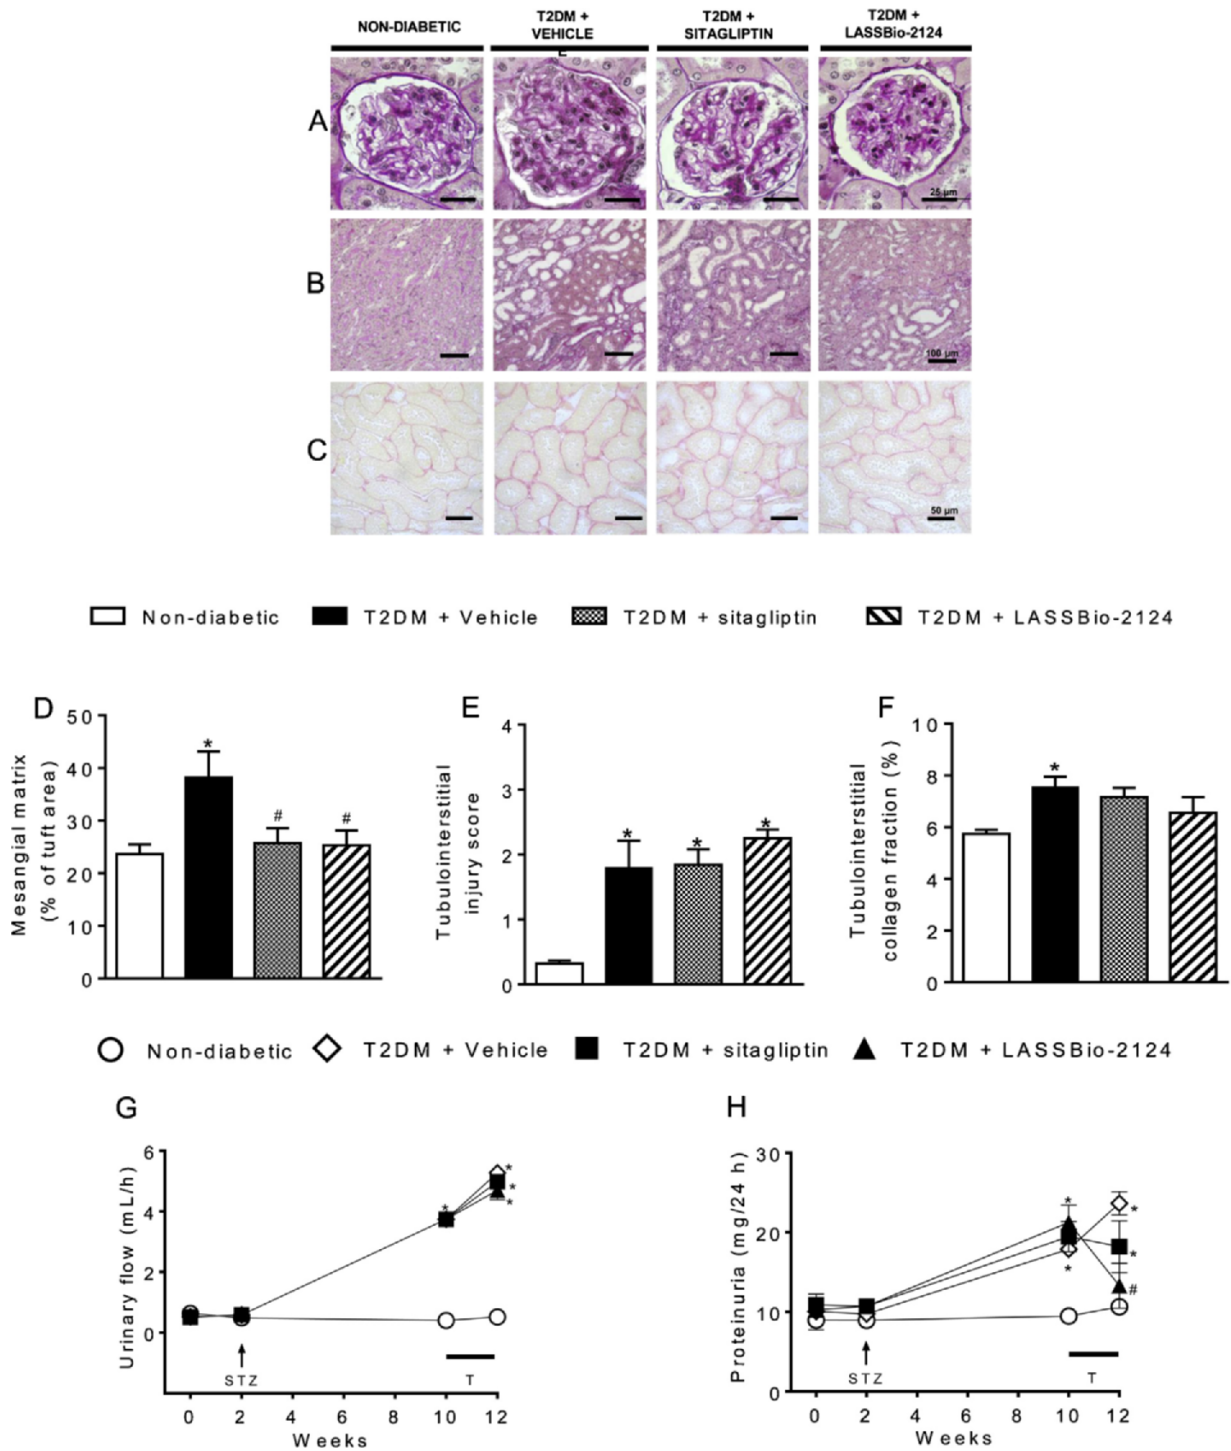 NON-DIABETIC
T2DM +
VEHICLE
E
T2DM +
SITAGLIPTIN
T2DM +
LASSBio-2124
A
25 µm
B
100 µm
C
50 µm
Non-diabetic T2DM + Vehicle T2DM + sitagliptin T2DM + LASSBio-2124
D
Mesangial matrix
(% of tuft area)
50
40
30
20
10
0
*
#
#
E
Tubulointerstitial
injury score
4
3
2
1
0
*
*
*
F
Tubulointerstitial
collagen fraction (%)
10
8
6
4
2
0
*
Non-diabetic T2DM + Vehicle T2DM + sitagliptin T2DM + LASSBio-2124
G
Urinary flow (mL/h)
6
4
2
0
*
*
*
*
STZ
T
0 2 4 6 8 10 12
Weeks
H
Proteinuria (mg/24 h)
30
20
10
0
*
*
*
*
#
STZ
T
0 2 4 6 8 10 12
Weeks